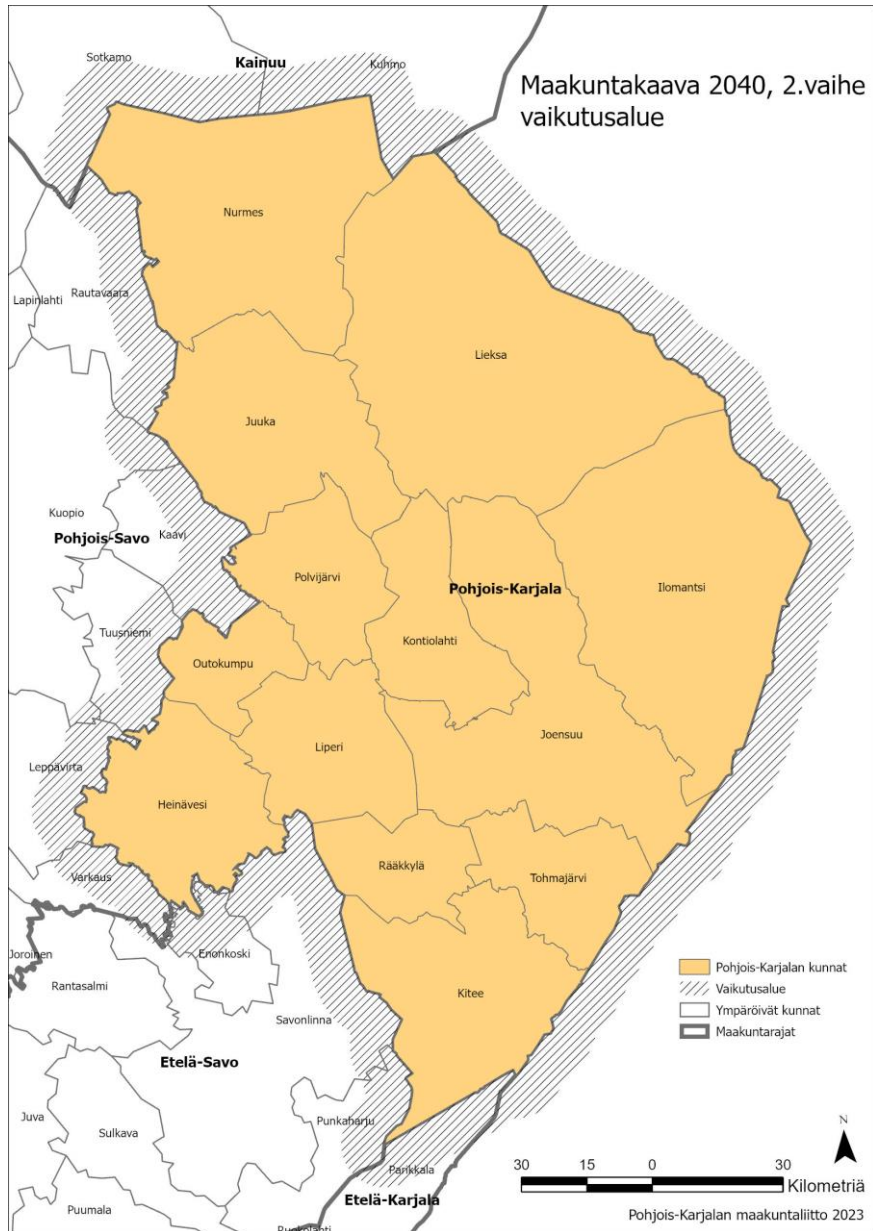 Maakuntakaava 2040, 2.vaihe
vaikutusalue
Sotkamo
Kainuu
Kuhmo
Nurmes
Rautavaara
Lapinlahti
Lieksa
Juuka
Kuopio
Pohjois-Savo
Kaavi
Polvijärvi
Pohjois-Karjala
Ilomantsi
Tuusniemi
Kontiolahti
Outokumpu
Joensuu
Liperi
Leppävirta
Heinävesi
Rääkkylä
Tohmajärvi
Varkaus
Joroinen
Enonkoski
Rantasalmi
Kitee
Savonlinna
Etelä-Savo
Juva
Sulkava
Punkaharju
Parikkala
Etelä-Karjala
Puumala
Ruokolahti
Pohjois-Karjalan kunnat
Vaikutusalue
Ympäröivät kunnat
Maakuntarajat
N
30 15 0 30
Kilometriä
Pohjois-Karjalan maakuntaliitto 2023